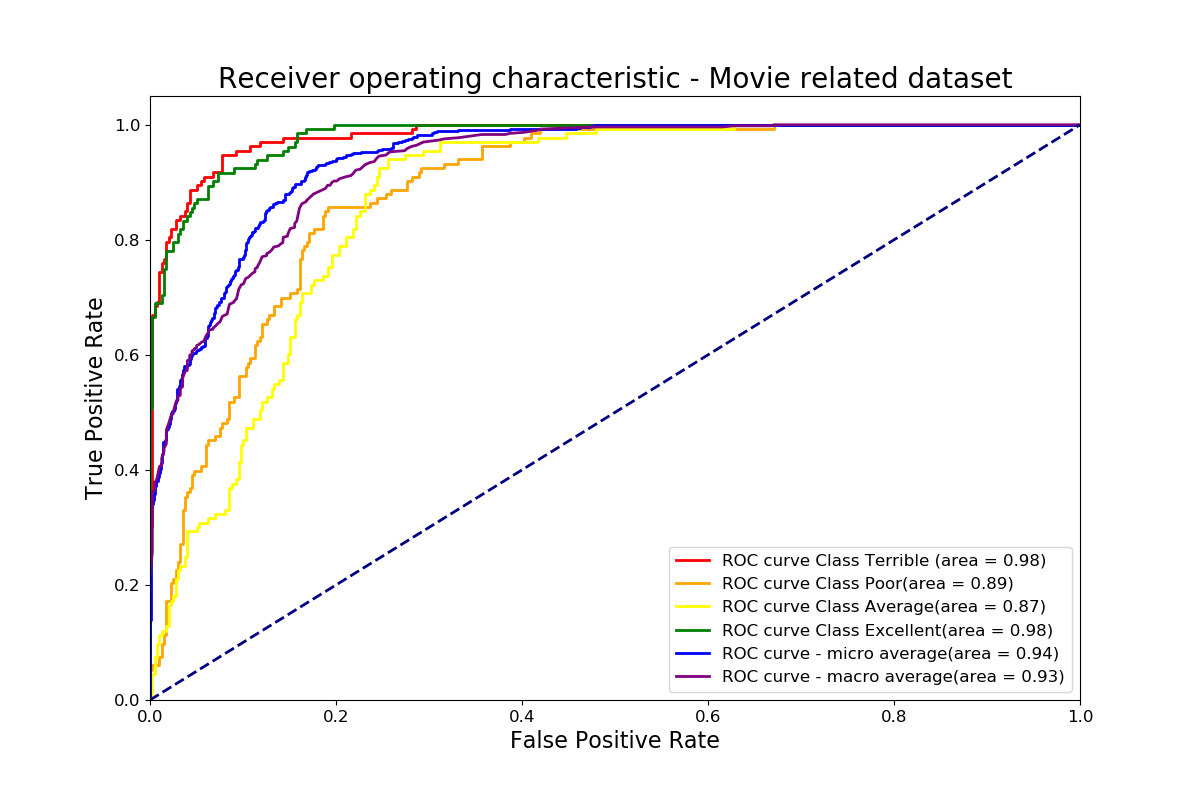 Receiver operating characteristic - Movie related dataset
True Positive Rate
1.0
0.8
0.6
0.4
0.2
0.0
0.0
0.2
0.4
0.6
0.8
1.0
False Positive Rate
ROC curve Class Terrible (area = 0.98)
ROC curve Class Poor(area = 0.89)
ROC curve Class Average(area = 0.87)
ROC curve Class Excellent(area = 0.98)
ROC curve - micro average(area = 0.94)
ROC curve - macro average(area = 0.93)